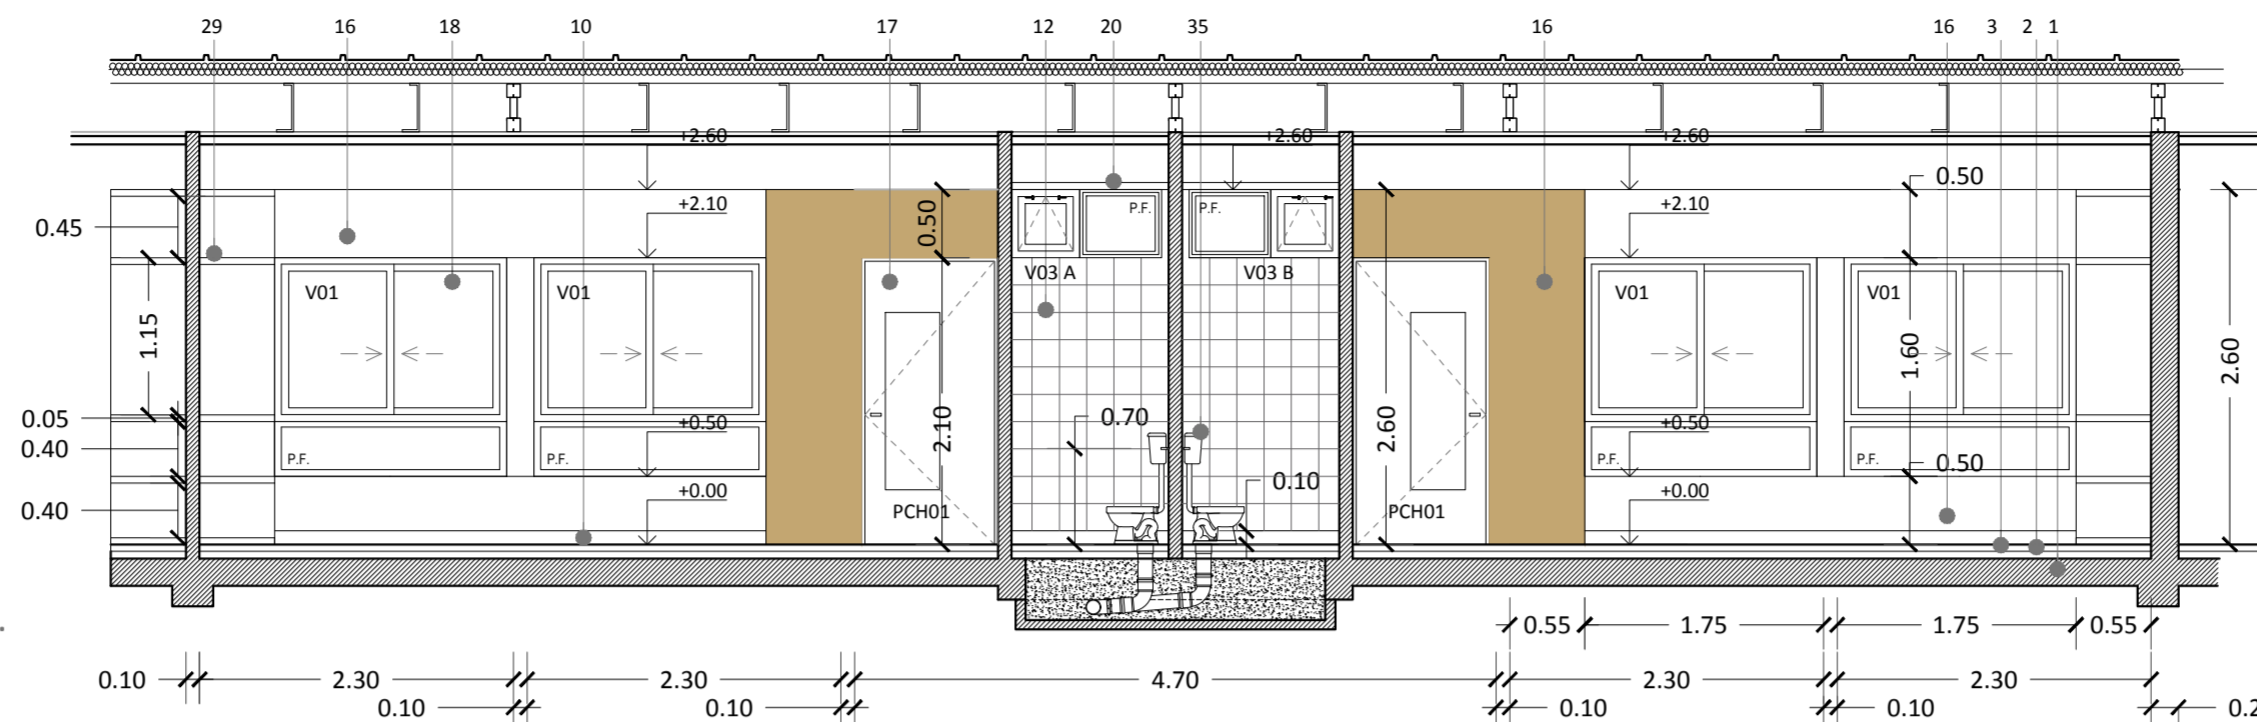 29 16 18 10 17 12 20 35 16 16 3 2 1
+2.60 +2.60 +2.60
0.50
+2.10 P.F. P.F. +2.10
0.45 0.50
V03 A V03 B
V01 V01 V01 V01
1.15 1.60 2.60
0.05 +0.50 2.10 0.70 2.60 +0.50
0.40 P.F. P.F. P.F. P.F. 0.50
0.10
+0.00 +0.00
0.40 PCH01 PCH01
0.55 1.75 1.75 0.55
0.10 2.30 2.30 4.70 2.30 2.30
0.10 0.10 0.10 0.10